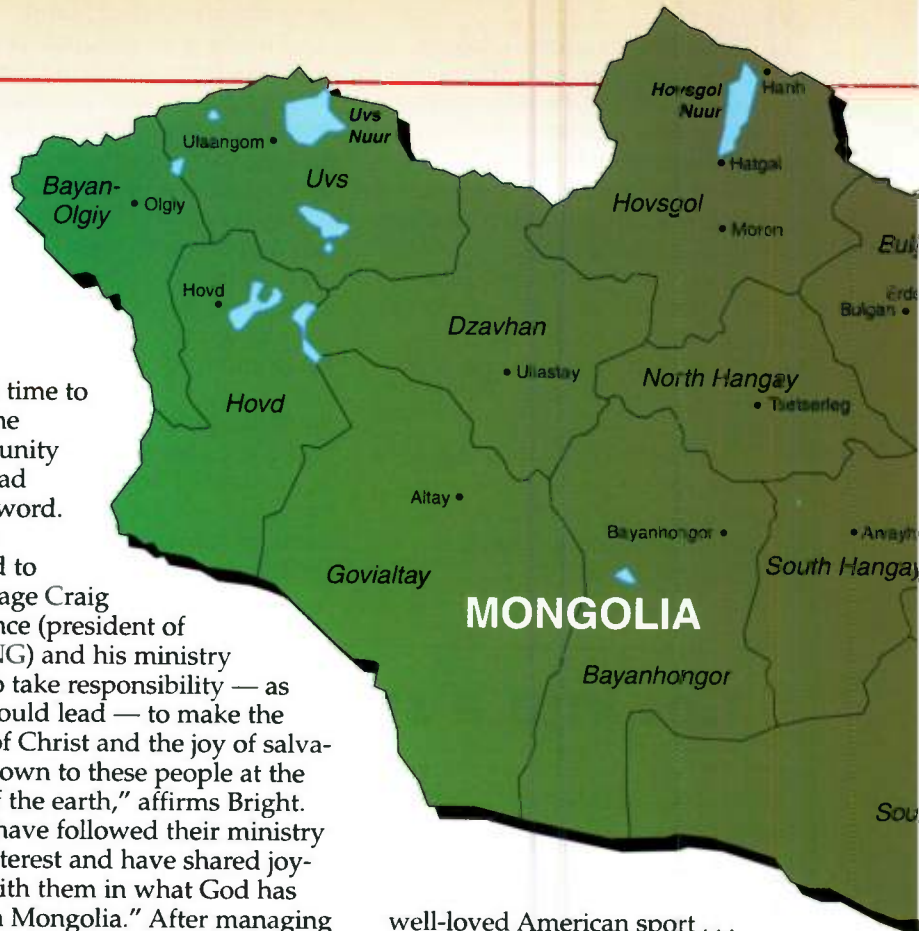 Hovsgol
Nuur
Hanh
Uvs
Nuur
Ulaangom
Hatgal
Bayan-
Olgiy
Olgiy
Uvs
Hovsgol
Moron
Hovd
Bulgan
Dzavhan
Uliastay
North Hangay
Tsetserleg
Hovd
Altay
Bayanhongor
Govialtay
South Hangay
MONGOLIA
Bayanhongor
time to
unity
word.
age Craig
(president of
and his ministry
take responsibility — as
ould lead — to make the
of Christ and the joy of salva-
own to these people at the
the earth," affirms Bright.
have followed their ministry
terest and have shared joy-
ith them in what God has
Mongolia." After managing
well-loved American sport . . .